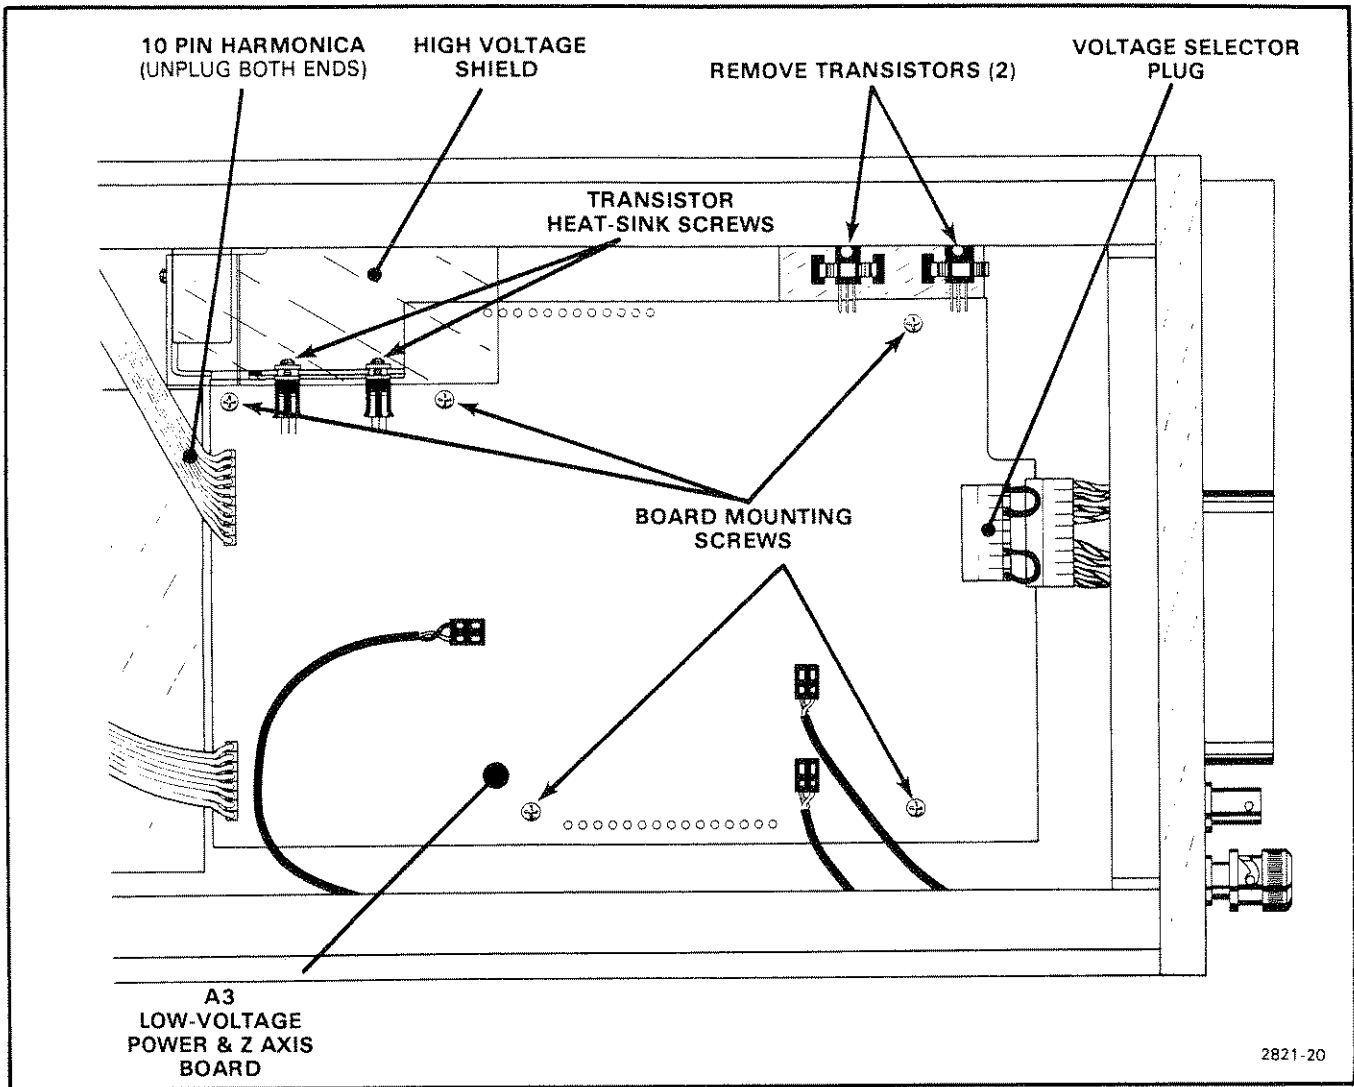 10 PIN HARMONICA
(UNPLUG BOTH ENDS)
HIGH VOLTAGE
SHIELD
REMOVE TRANSISTORS (2)
VOLTAGE SELECTOR
PLUG
TRANSISTOR
HEAT-SINK SCREWS
BOARD MOUNTING
SCREWS
A3
LOW-VOLTAGE
POWER & Z AXIS
BOARD
2821-20